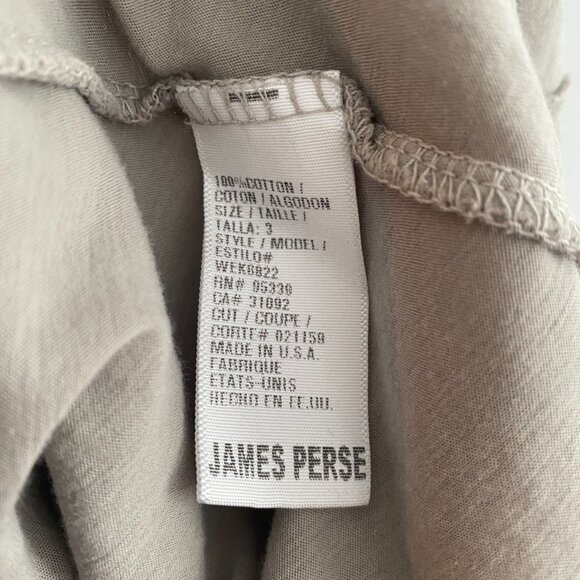 100%COTTON /
COTON / ALGODON
SIZE / TAILLE /
TALLA: 3
STYLE / MODEL /
ESTILO#
WEK6822
RN# 95339
CA# 31092
CUT / COUPE /
CORTE# 021159
MADE IN U.S.A
FABRIQUE
ETATS-UNIS
HECHO EN EE.UU.
JAMES PERSE